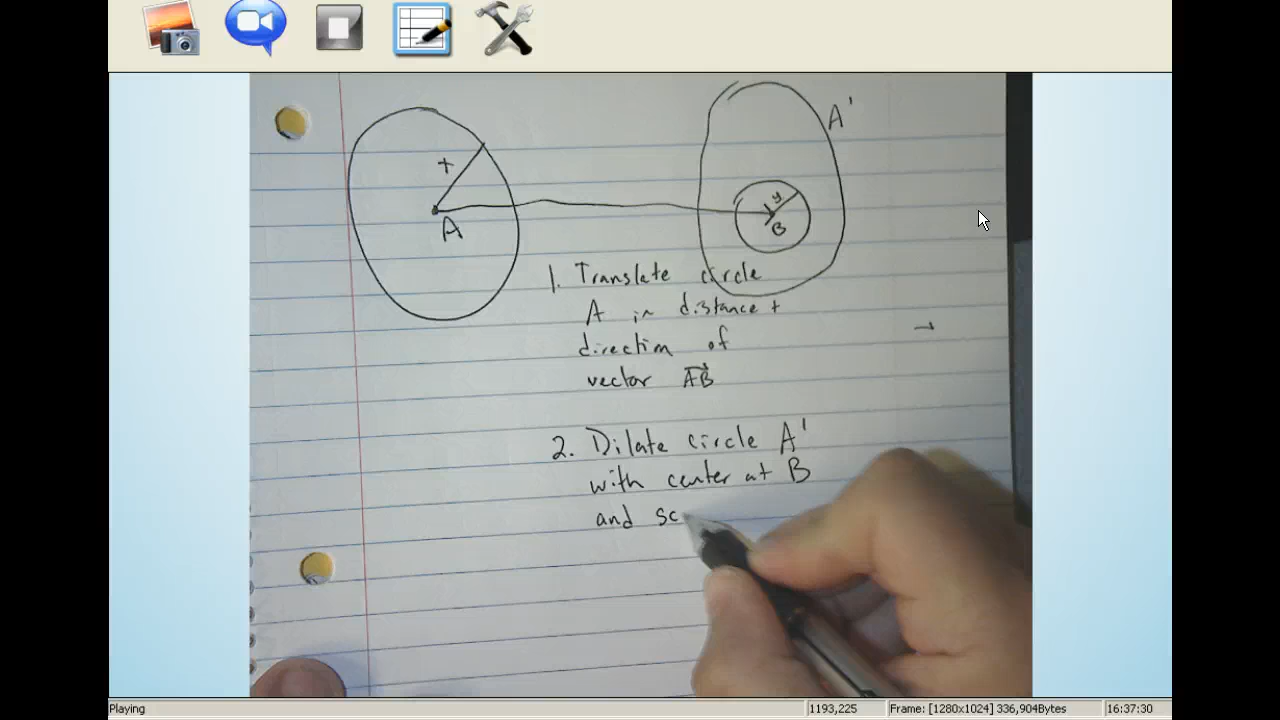 A'
x
y
A
B
1. Translate circle
A in distance +
direction of
vector AB
2. Dilate circle A'
with center at B
and sc
Playing
1193,225
Frame: [1280x1024] 336,904Bytes
16:37:30